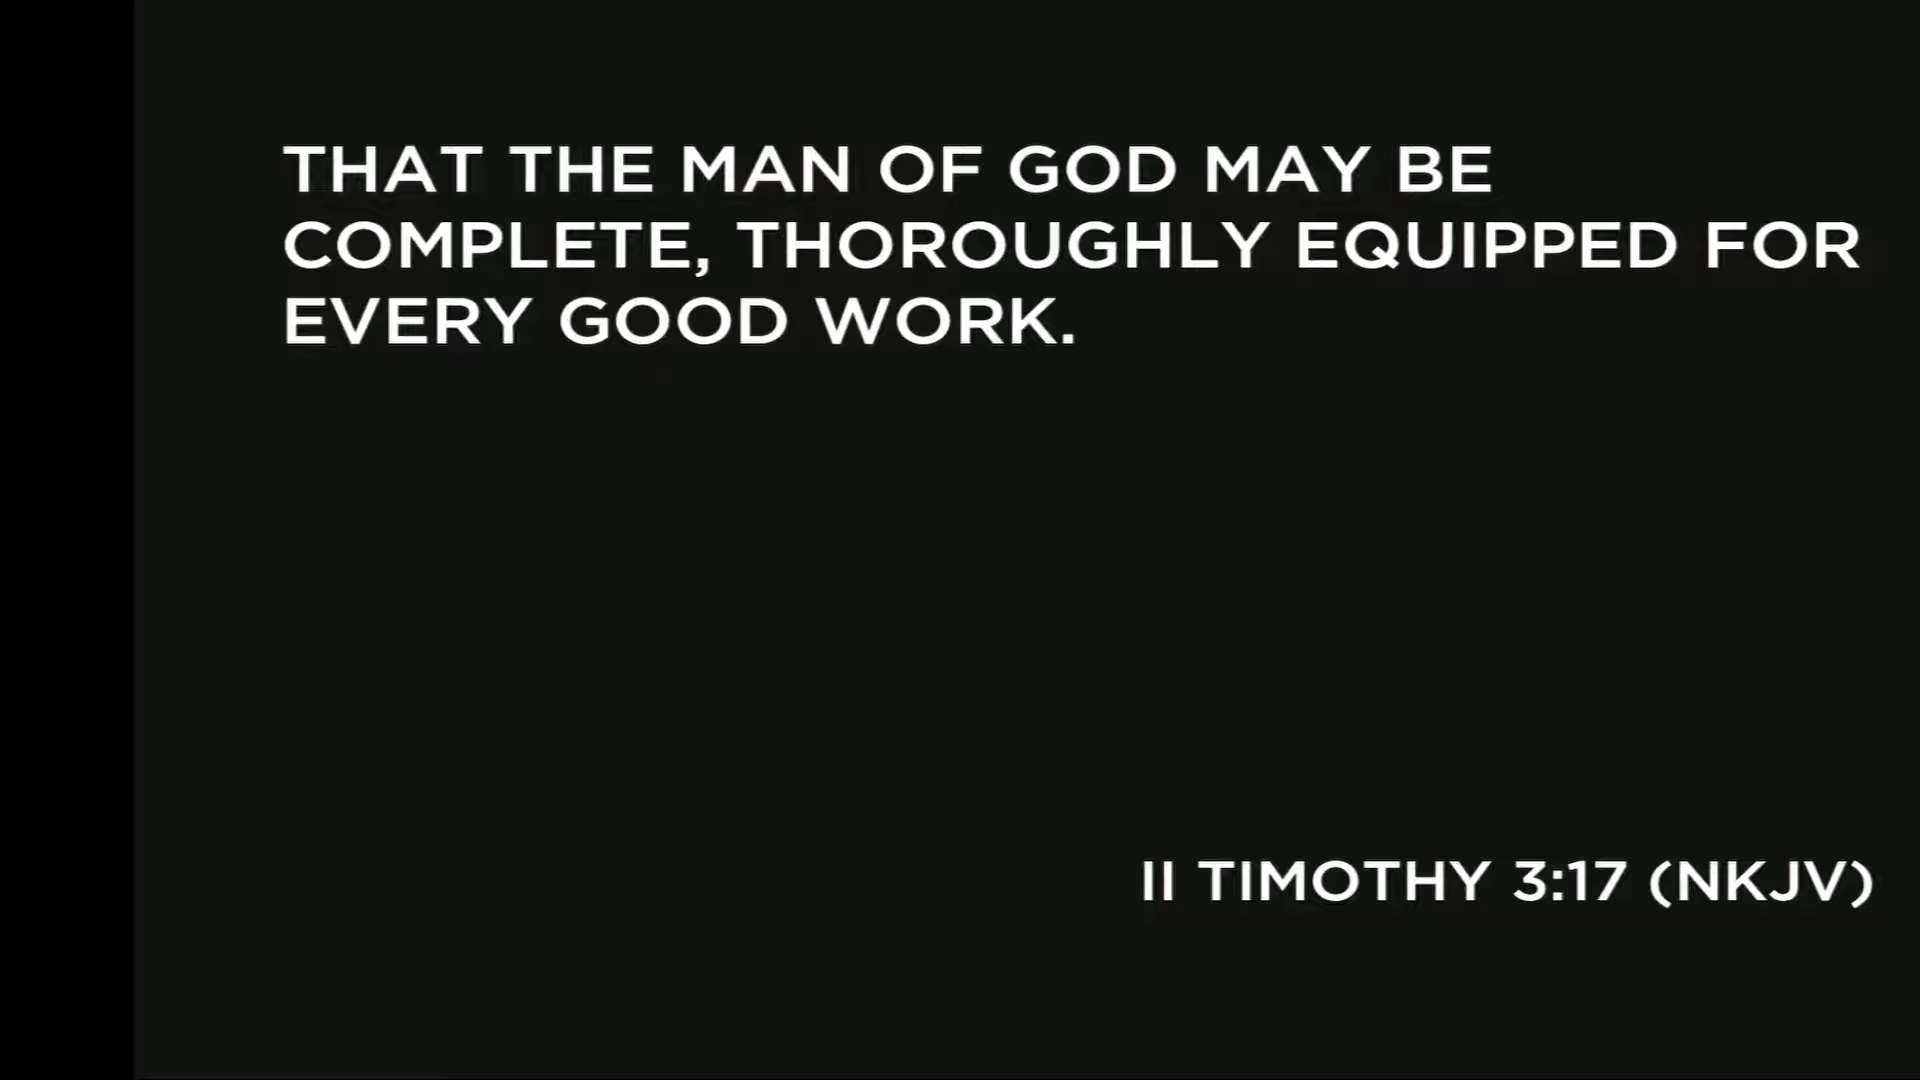 THAT THE MAN OF GOD MAY BE
COMPLETE, THOROUGHLY EQUIPPED FOR
EVERY GOOD WORK.
II TIMOTHY 3:17 (NKJV)